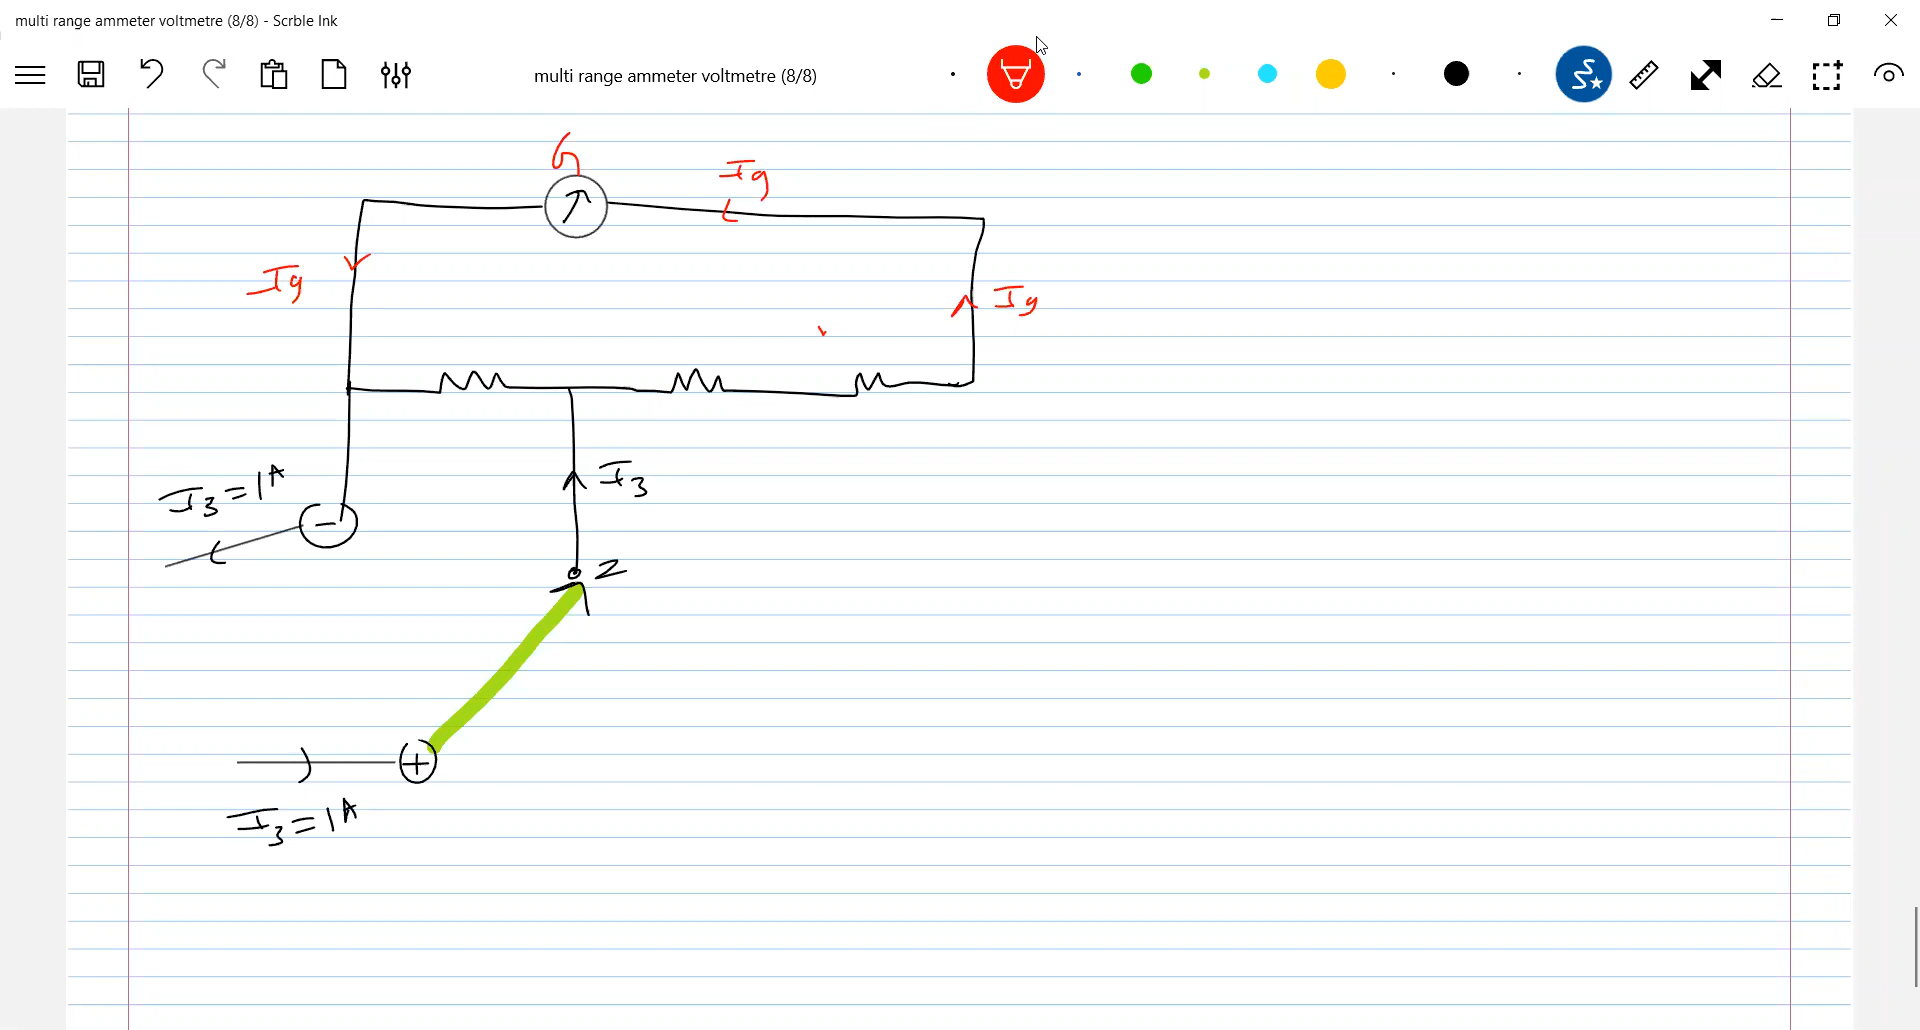 multi range ammeter voltmetre (8/8) - Scrble Ink
multi range ammeter voltmetre (8/8)
G
Ig
Ig
Ig
I3 = 1A
I3
-
2
+
I3 = 1A